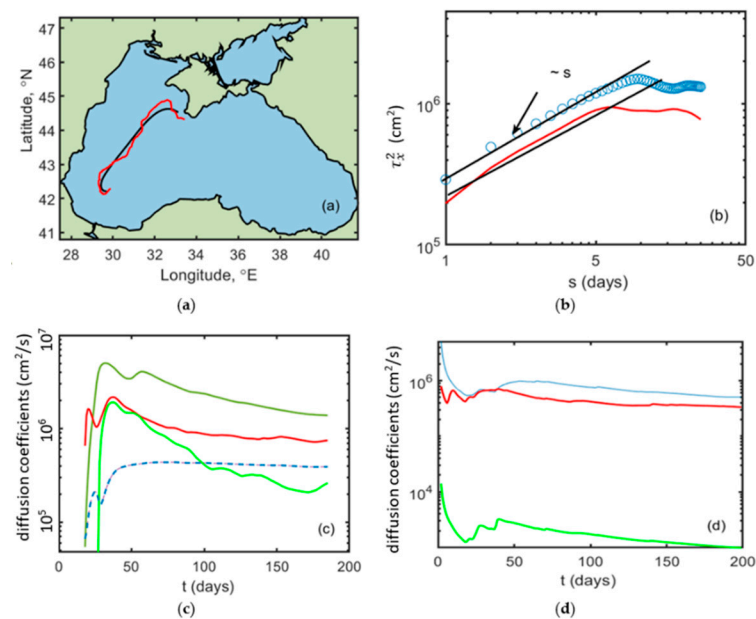 47
46
45
44
43
42
41
Latitude, °N
28 30 32 34 36 38 40
Longitude, °E
(a)
(a)
10⁶
10⁵
τₓ² (cm²)
~ s
(b)
1 5 50
s (days)
(b)
10⁷
10⁶
10⁵
diffusion coefficients (cm²/s)
(c)
0 50 100 150 200
t (days)
(c)
10⁶
10⁴
diffusion coefficients (cm²/s)
(d)
0 50 100 150 200
t (days)
(d)